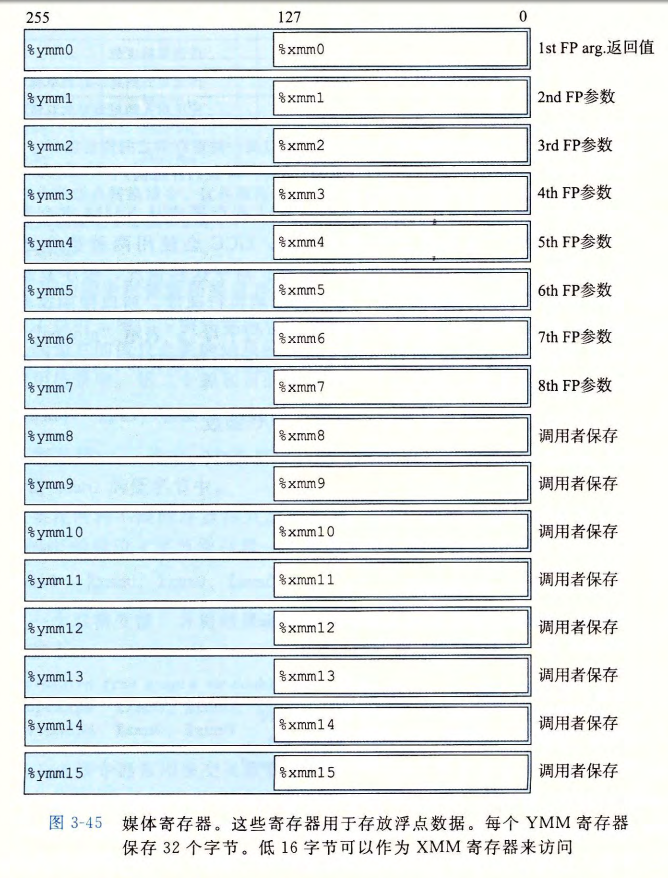 255 127 0
%ymm0 %xmm0 1st FP arg.返回值
%ymm1 %xmm1 2nd FP参数
%ymm2 %xmm2 3rd FP参数
%ymm3 %xmm3 4th FP参数
%ymm4 %xmm4 5th FP参数
%ymm5 %xmm5 6th FP参数
%ymm6 %xmm6 7th FP参数
%ymm7 %xmm7 8th FP参数
%ymm8 %xmm8 调用者保存
%ymm9 %xmm9 调用者保存
%ymm10 %xmm10 调用者保存
%ymm11 %xmm11 调用者保存
%ymm12 %xmm12 调用者保存
%ymm13 %xmm13 调用者保存
%ymm14 %xmm14 调用者保存
%ymm15 %xmm15 调用者保存
图 3-45 媒体寄存器。这些寄存器用于存放浮点数据。每个 YMM 寄存器
保存 32 个字节。低 16 字节可以作为 XMM 寄存器来访问